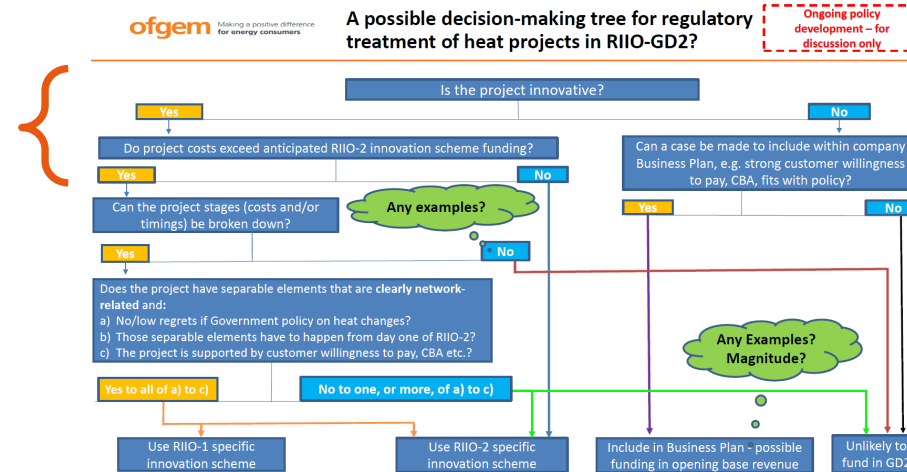 ofgem
Making a positive difference
for energy consumers
A possible decision-making tree for regulatory
treatment of heat projects in RIIO-GD2?
Ongoing policy
development – for
discussion only
Is the project innovative?
Yes
No
Do project costs exceed anticipated RIIO-2 innovation scheme funding?
Can a case be made to include within company
Business Plan, e.g. strong customer willingness
to pay, CBA, fits with policy?
Yes
No
Can the project stages (costs and/or
timings) be broken down?
Any examples?
Yes
No
Yes
No
Does the project have separable elements that are clearly network-
related and:
a) No/low regrets if Government policy on heat changes?
b) Those separable elements have to happen from day one of RIIO-2?
c) The project is supported by customer willingness to pay, CBA etc.?
Any Examples?
Magnitude?
Yes to all of a) to c)
No to one, or more, of a) to c)
Use RIIO-1 specific
innovation scheme
Use RIIO-2 specific
innovation scheme
Include in Business Plan - possible
funding in opening base revenue
Unlikely to
fund in GD2